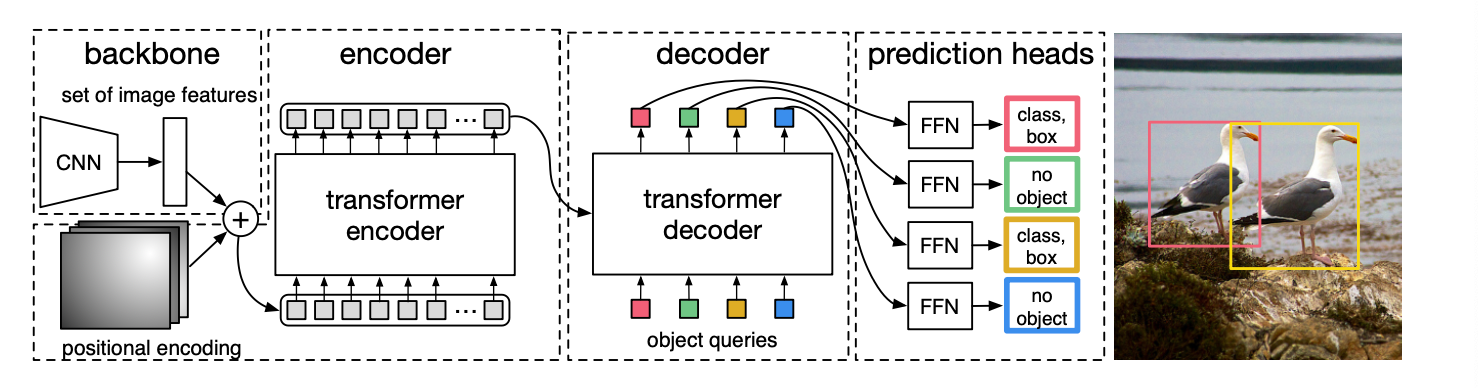 backbone
set of image features
CNN
+
positional encoding
encoder
...
transformer
encoder
...
decoder
transformer
decoder
object queries
prediction heads
FFN
class,
box
FFN
no
object
FFN
class,
box
FFN
no
object